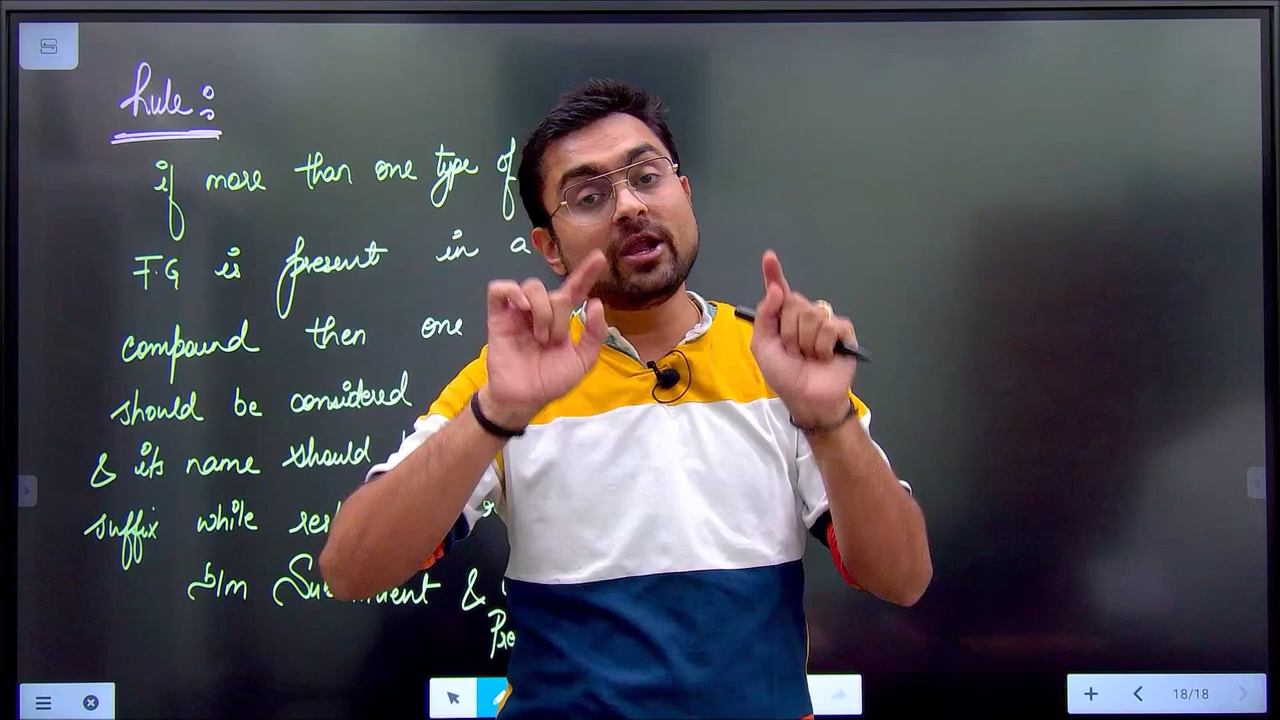 Rule:
if more than one type of
F.G is present in a
compound then one
should be considered
& its name should
suffix while
b/m &
18/18